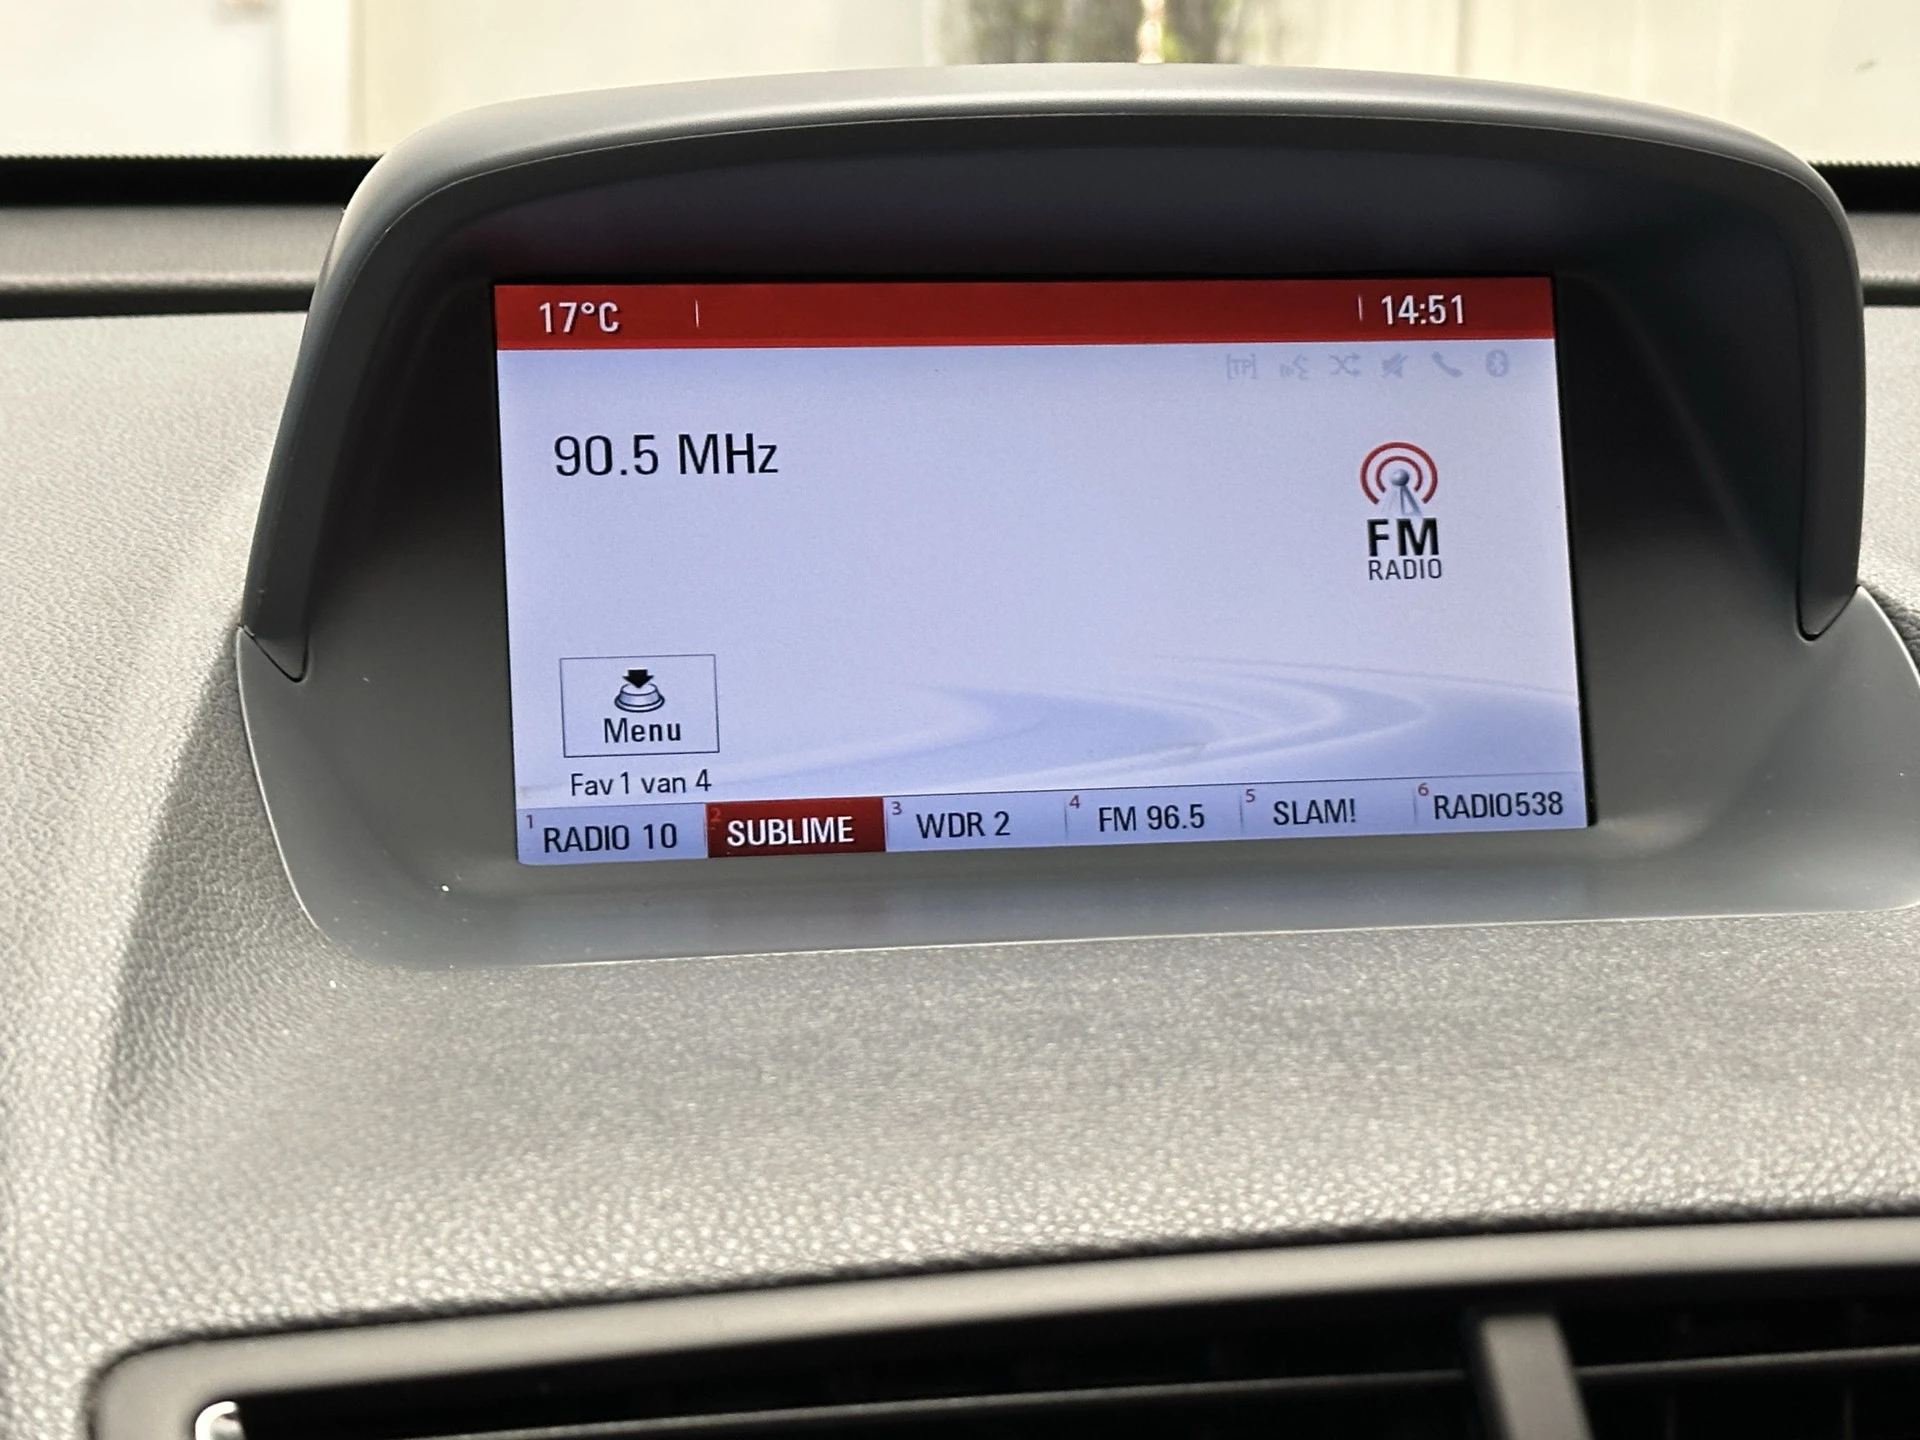 17°C 14:51
[TP]
90.5 MHz
FM
RADIO
Menu
Fav 1 van 4
1 RADIO 10 2 SUBLIME 3 WDR 2 4 FM 96.5 5 SLAM! 6 RADIO538